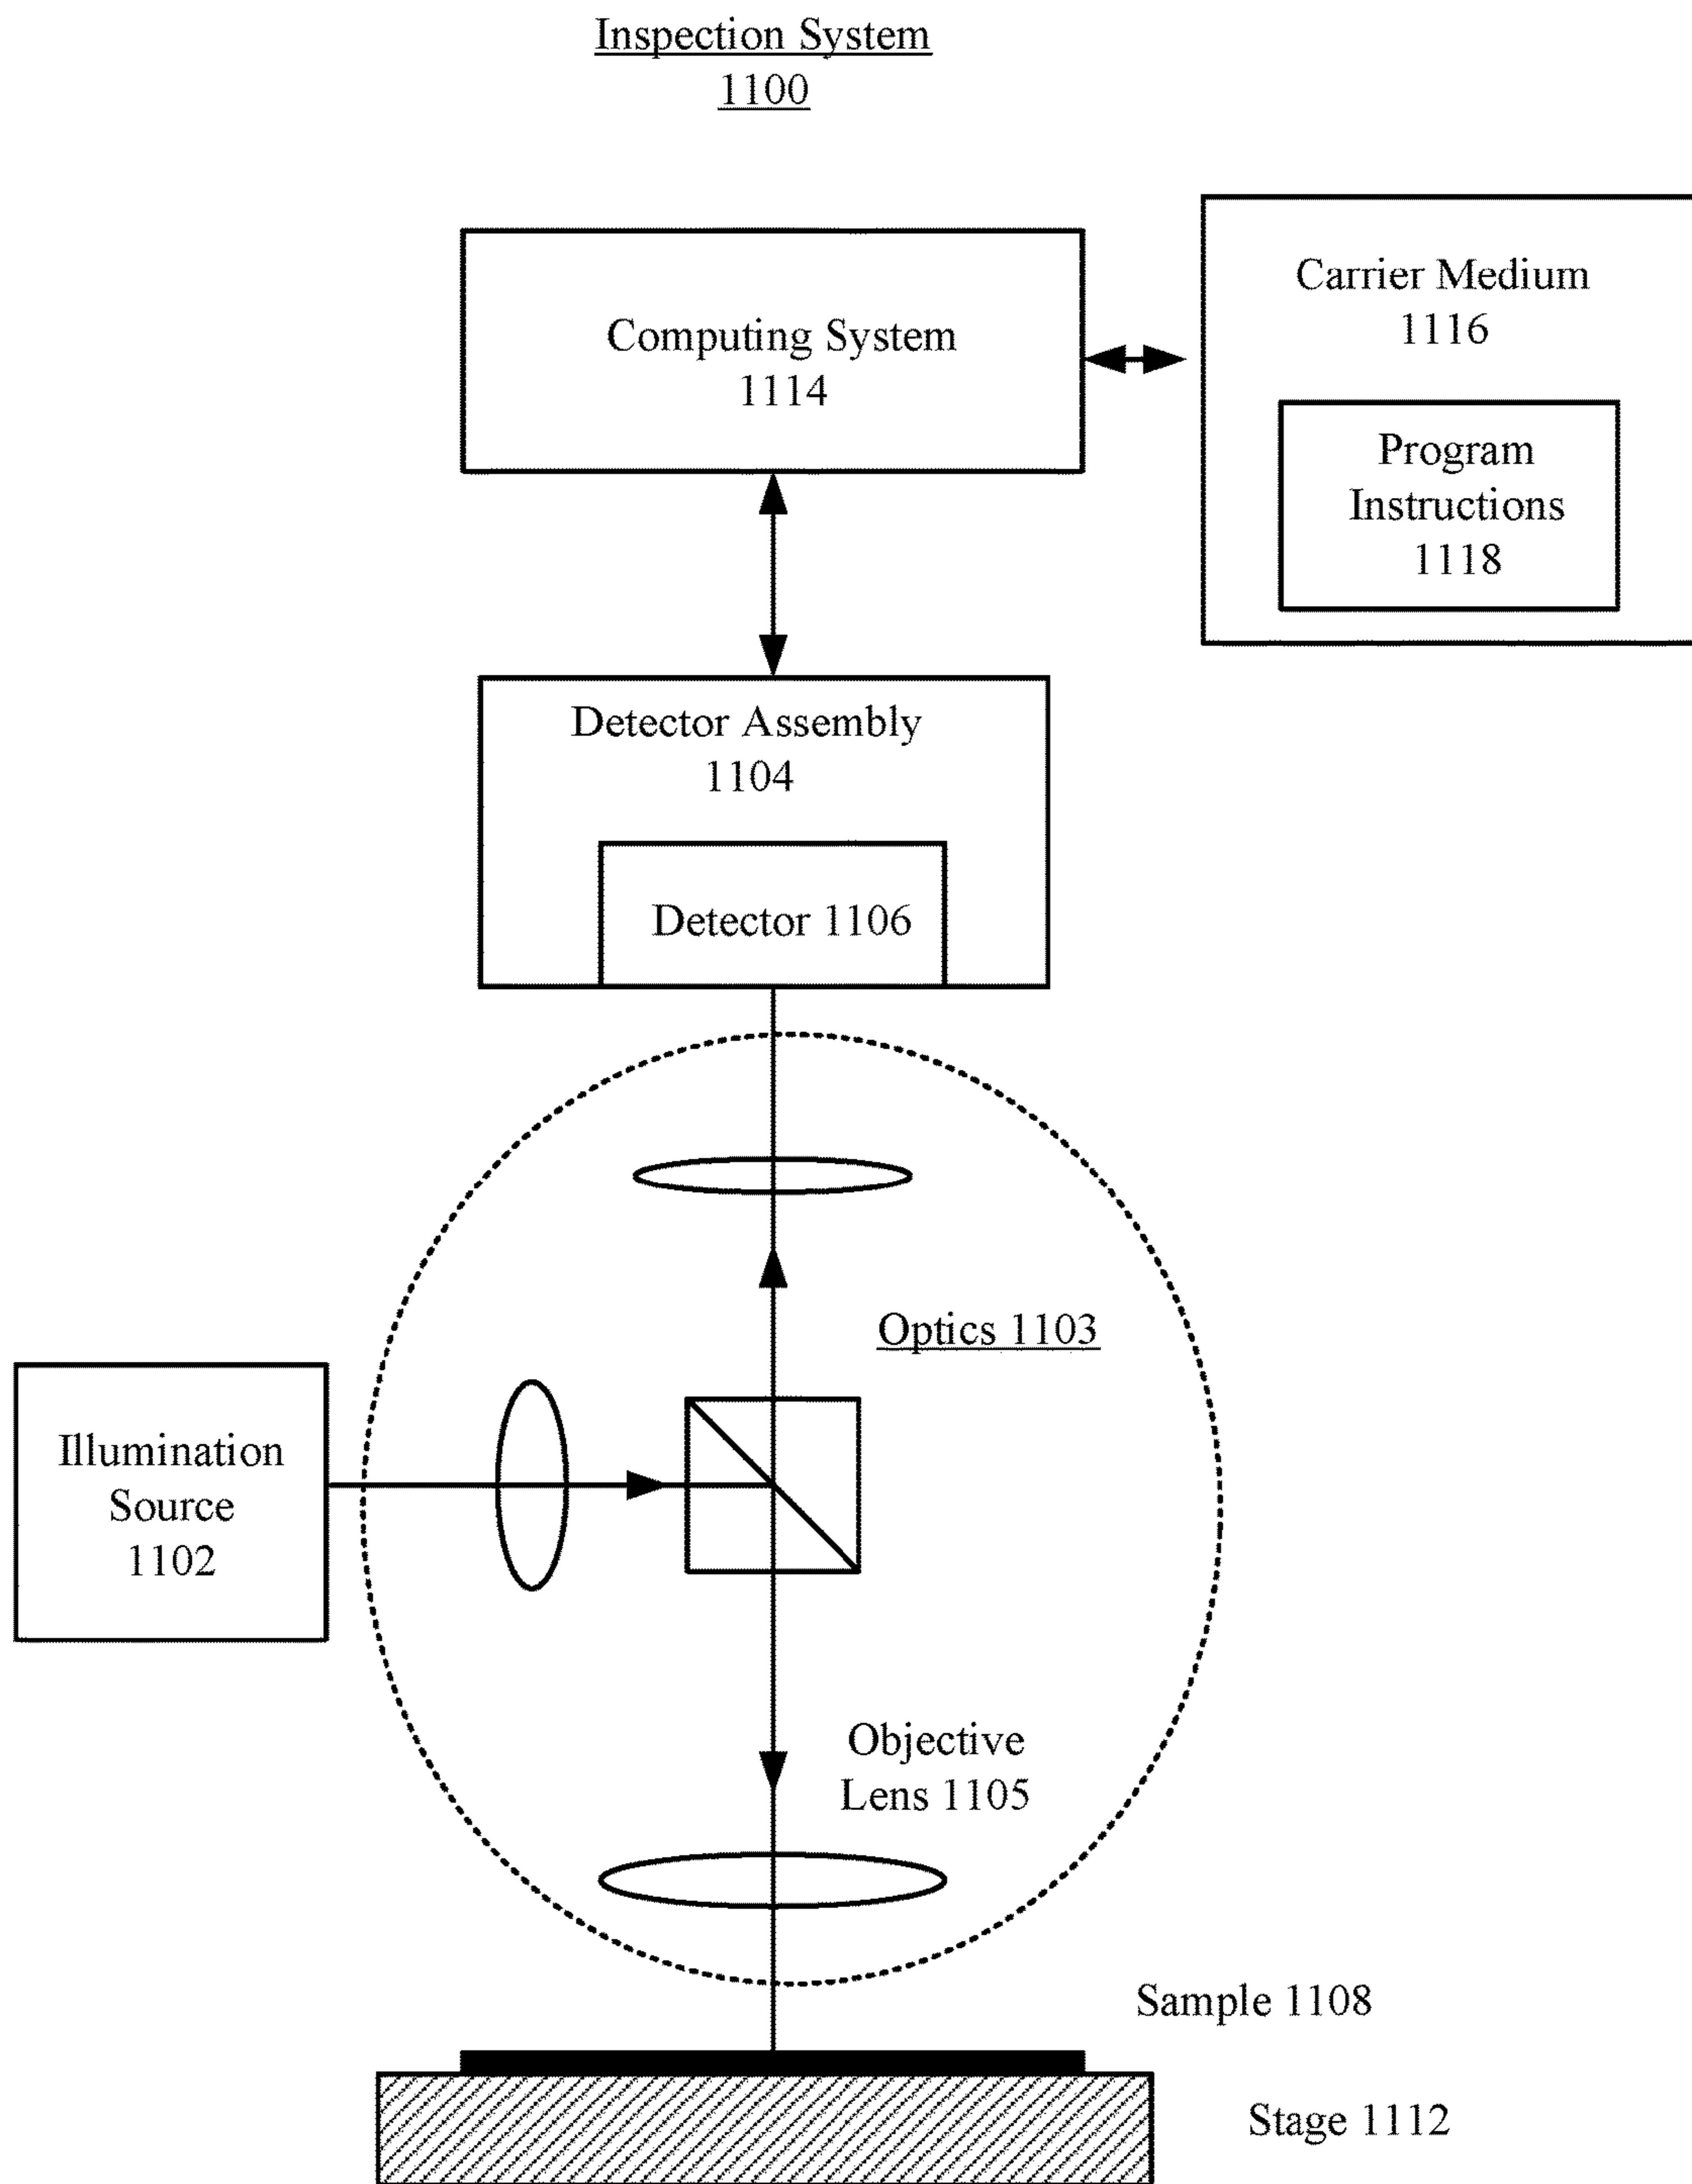 Inspection System
1100
Computing System
1114
Carrier Medium
1116
Program
Instructions
1118
Detector Assembly
1104
Detector 1106
Optics 1103
Illumination
Source
1102
Objective
Lens 1105
Sample 1108
Stage 1112